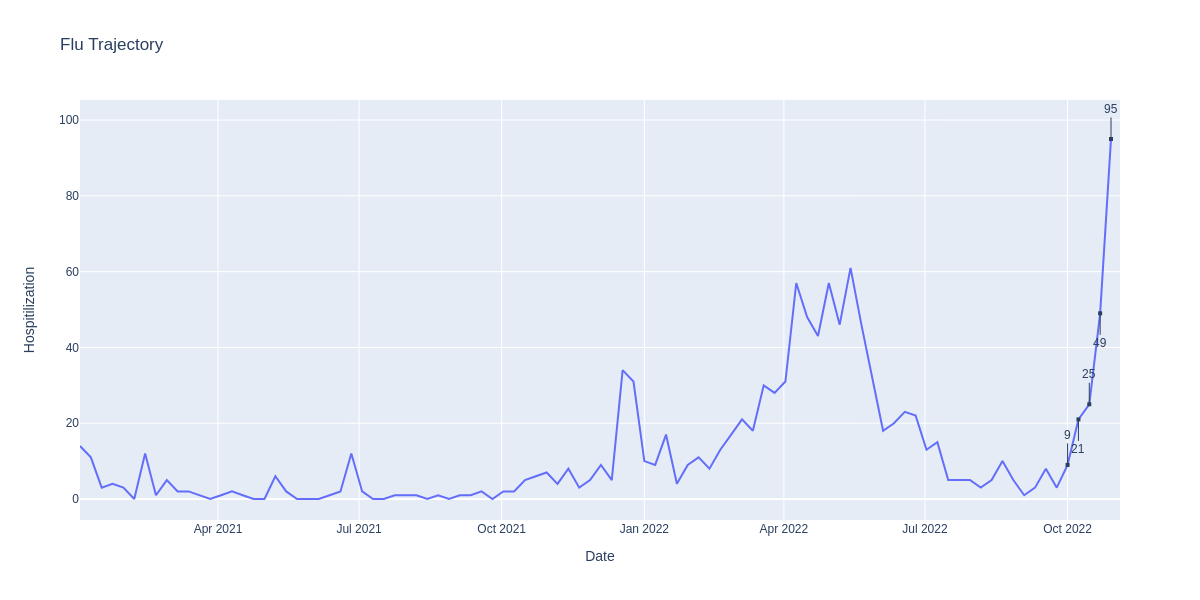 Flu Trajectory
Hospitilization
100
80
60
40
20
0
95
49
25
9
21
Apr 2021
Jul 2021
Oct 2021
Jan 2022
Apr 2022
Jul 2022
Oct 2022
Date